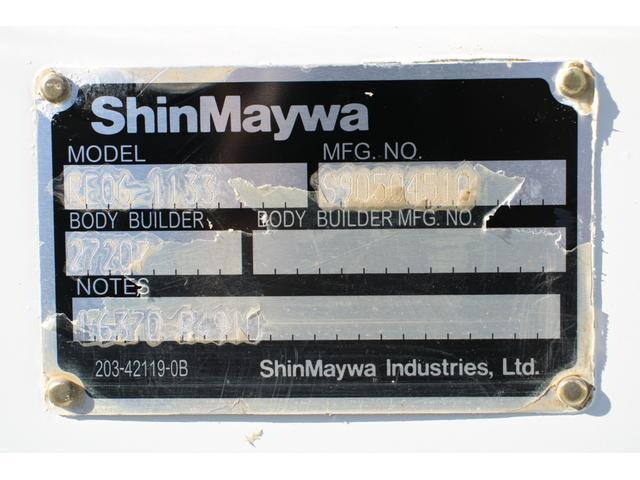 ShinMaywa
MODEL
MFG. NO.
BODY BUILDER
BODY BUILDER MFG. NO.
27207
NOTES
203-42119-0B
ShinMaywa Industries, Ltd.